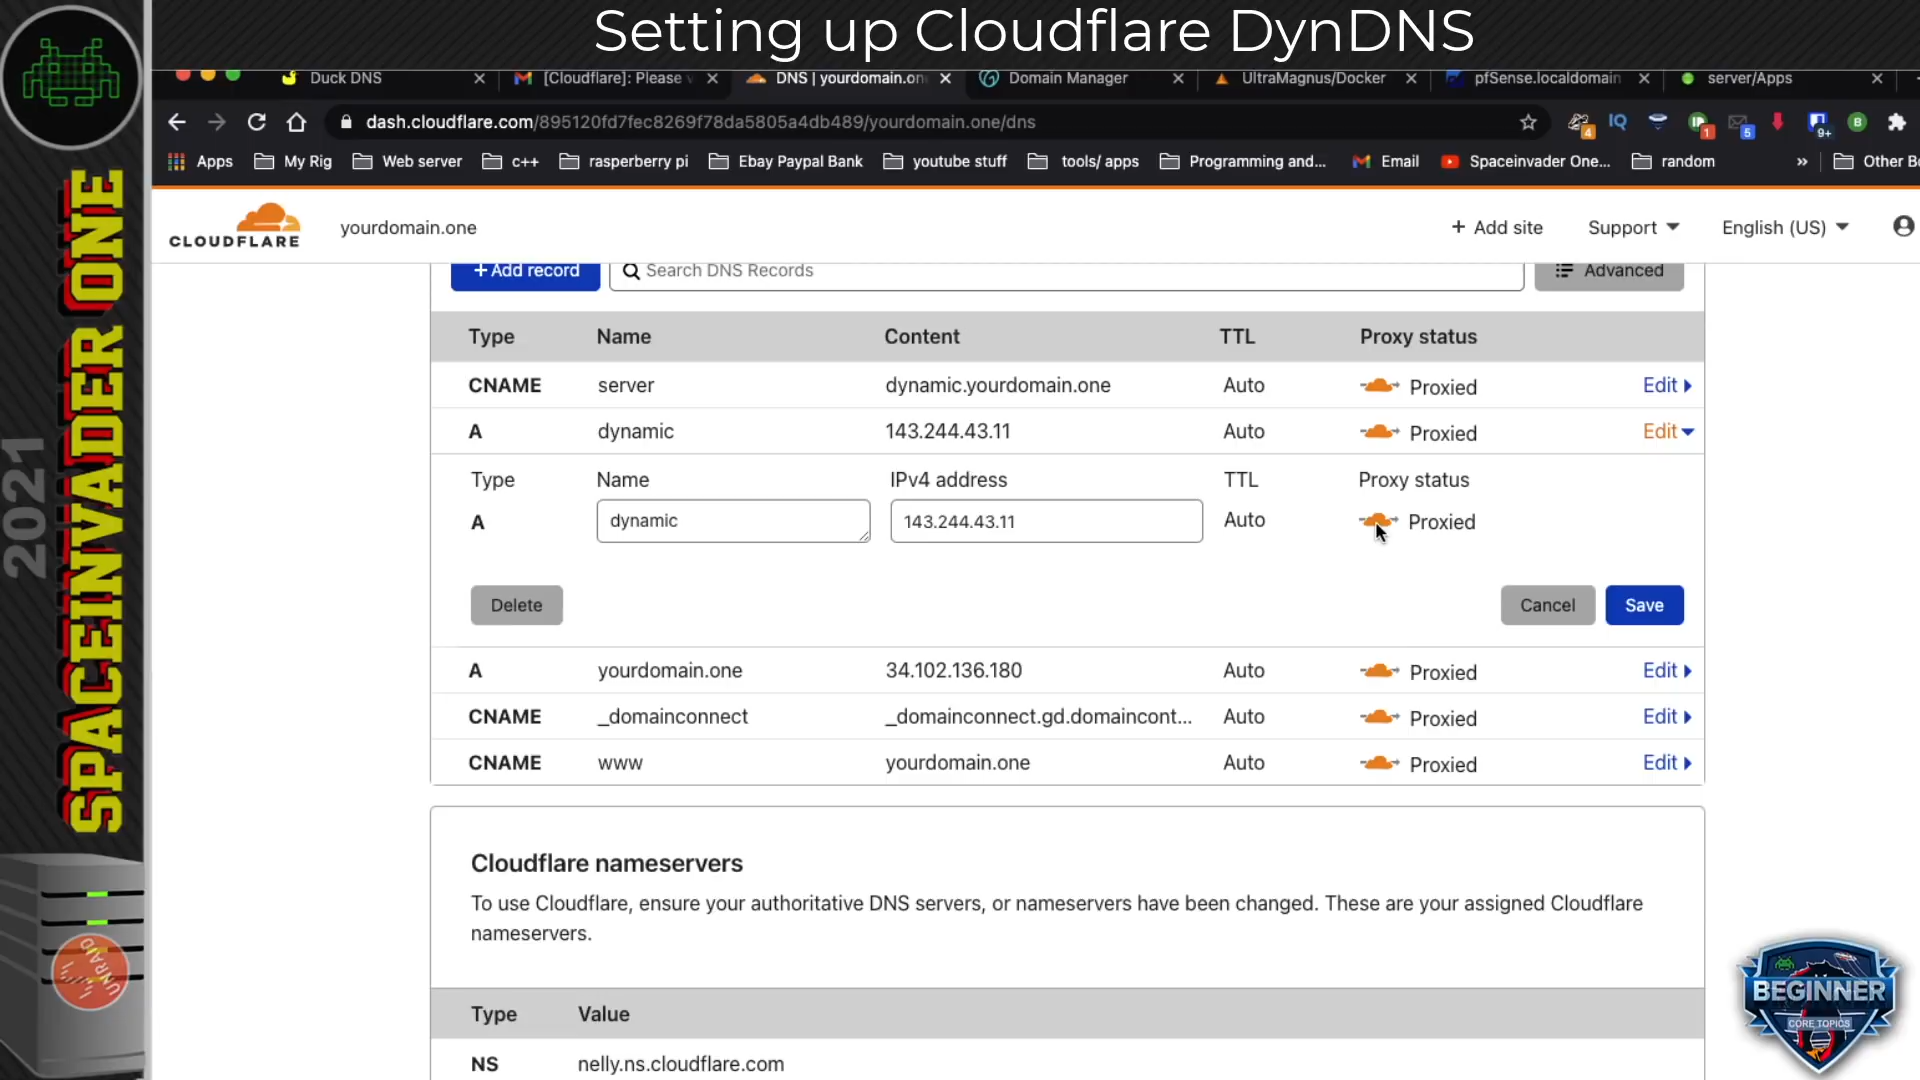 Setting up Cloudflare DynDNS
2021
SPACEINVADER ONE
UNRAID
Duck DNS
[Cloudflare]: Please v
DNS | yourdomain.on
Domain Manager
UltraMagnus/Docker
pfSense.localdomain
server/Apps
dash.cloudflare.com/895120fd7fec8269f78da5805a4db489/yourdomain.one/dns
4
IQ
1
5
9+
B
Apps
My Rig
Web server
c++
rasperberry pi
Ebay Paypal Bank
youtube stuff
tools/ apps
Programming and...
Email
Spaceinvader One...
random
»
Other Bo
CLOUDFLARE
yourdomain.one
+ Add site
Support
English (US)
+Add record
Search DNS Records
Advanced
Type Name Content TTL Proxy status
CNAME server dynamic.yourdomain.one Auto Proxied Edit
A dynamic 143.244.43.11 Auto Proxied Edit
Type Name IPv4 address TTL Proxy status
A dynamic 143.244.43.11 Auto Proxied
Delete Cancel Save
A yourdomain.one 34.102.136.180 Auto Proxied Edit
CNAME _domainconnect _domainconnect.gd.domaincont... Auto Proxied Edit
CNAME www yourdomain.one Auto Proxied Edit
Cloudflare nameservers
To use Cloudflare, ensure your authoritative DNS servers, or nameservers have been changed. These are your assigned Cloudflare
nameservers.
Type Value
NS nelly.ns.cloudflare.com
BEGINNER
CORE TOPICS